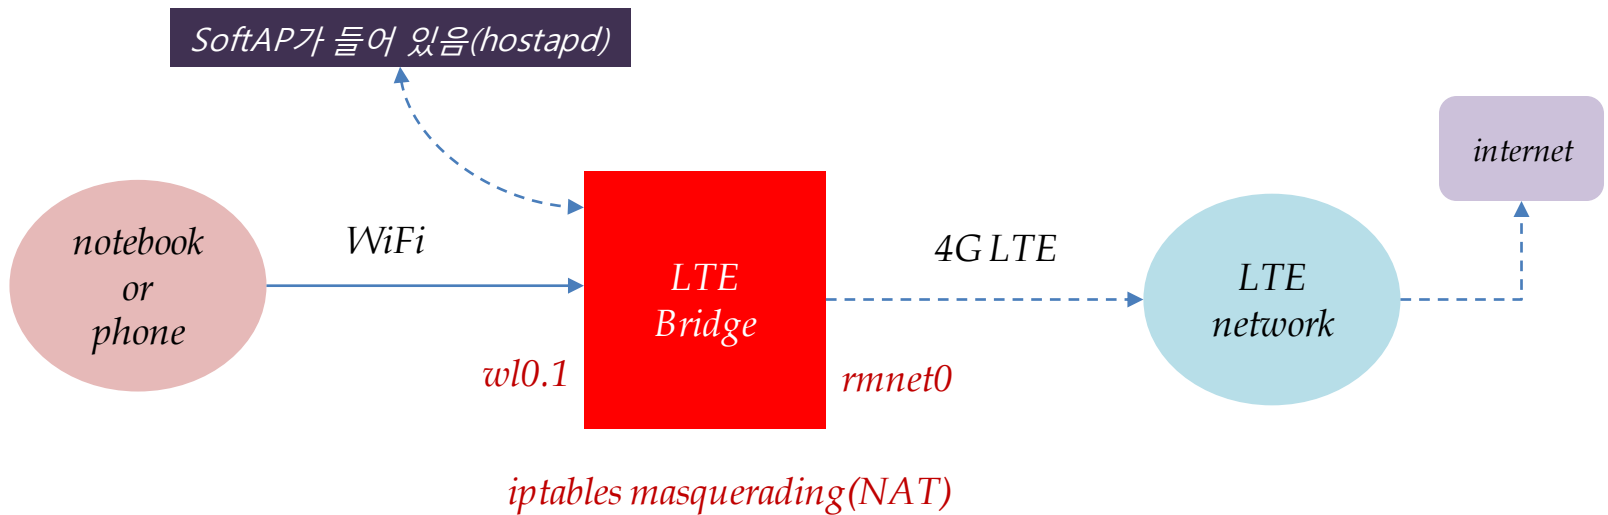 SoftAP가 들어 있음(hostapd)
internet
notebook
or
phone
WiFi
LTE
Bridge
4G LTE
LTE
network
wl0.1
rmnet0
iptables masquerading(NAT)